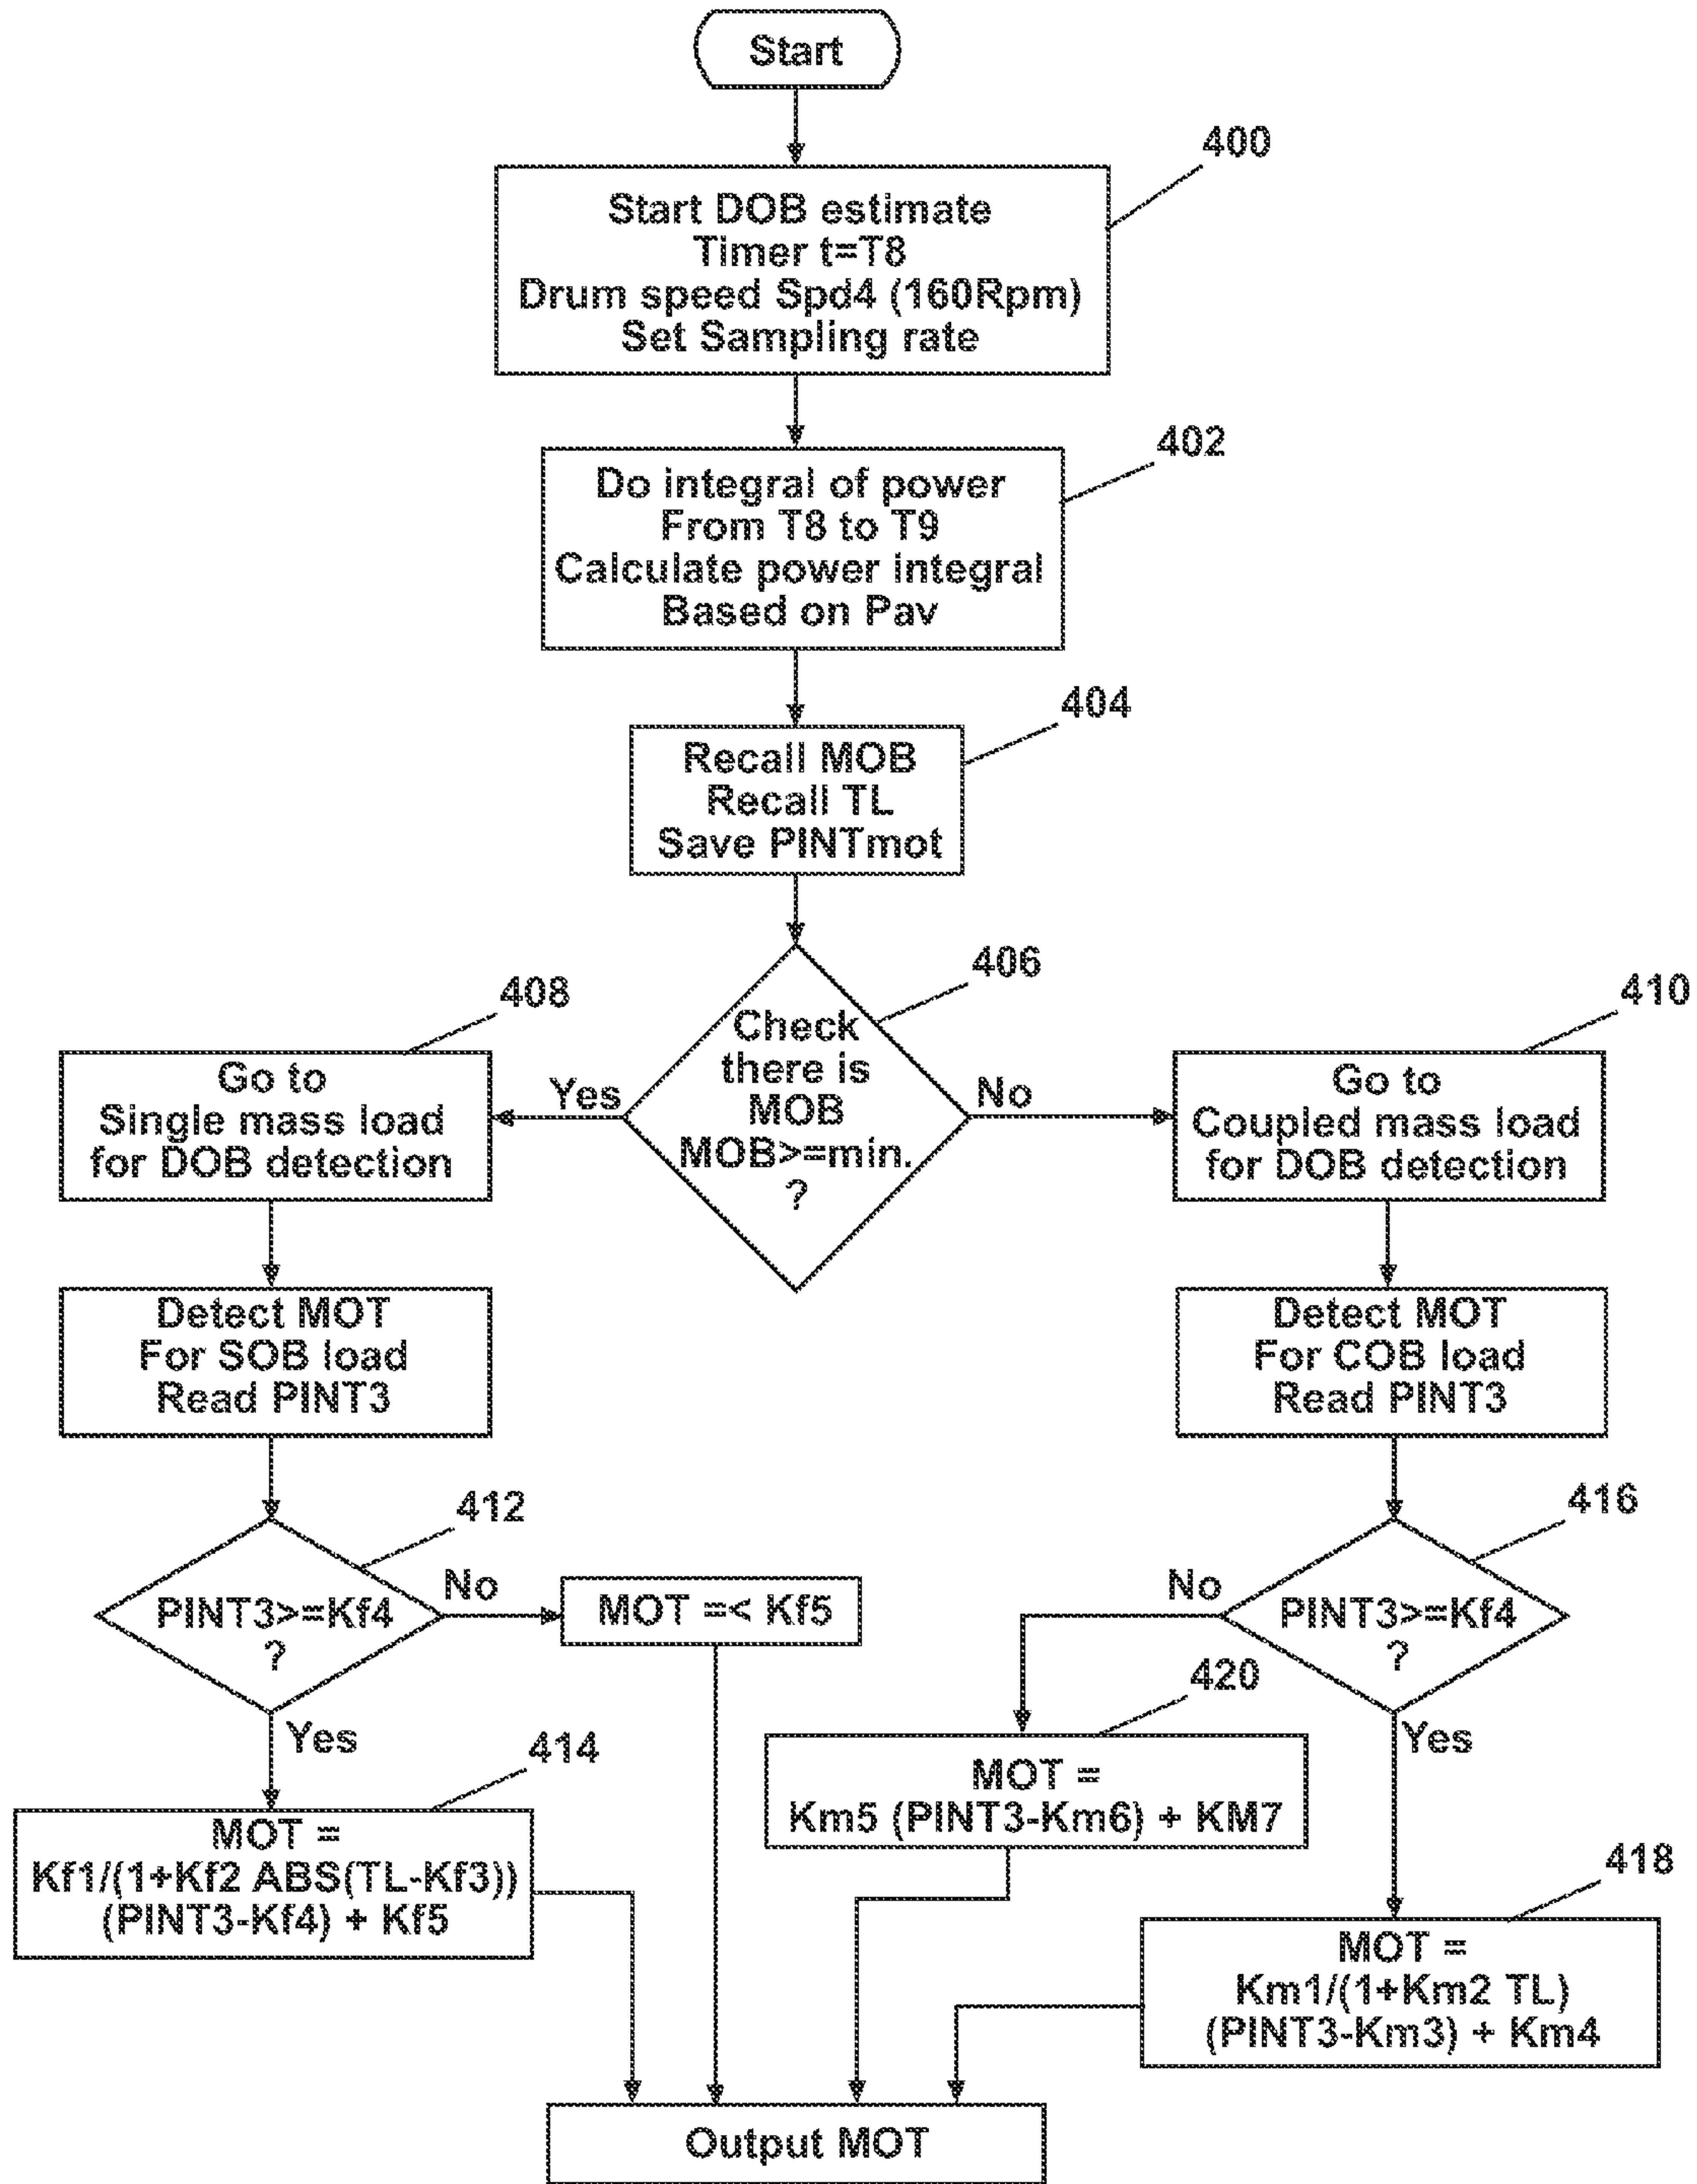 Start
400
Start DOB estimate
Timer t=T8
Drum speed Spd4 (160Rpm)
Set Sampling rate
402
Do integral of power
From T8 to T9
Calculate power integral
Based on Pav
404
Recall MOB
Recall TL
Save PINTmot
406
Check
there is
MOB
MOB>=min.
?
Yes
No
408
Go to
Single mass load
for DOB detection
410
Go to
Coupled mass load
for DOB detection
Detect MOT
For SOB load
Read PINT3
Detect MOT
For COB load
Read PINT3
412
PINT3>=Kf4
?
No
MOT =< Kf5
Yes
416
PINT3>=Kf4
?
No
Yes
414
MOT =
Kf1/(1+Kf2 ABS(TL-Kf3))
(PINT3-Kf4) + Kf5
420
MOT =
Km5 (PINT3-Km6) + KM7
418
MOT =
Km1/(1+Km2 TL)
(PINT3-Km3) + Km4
Output MOT